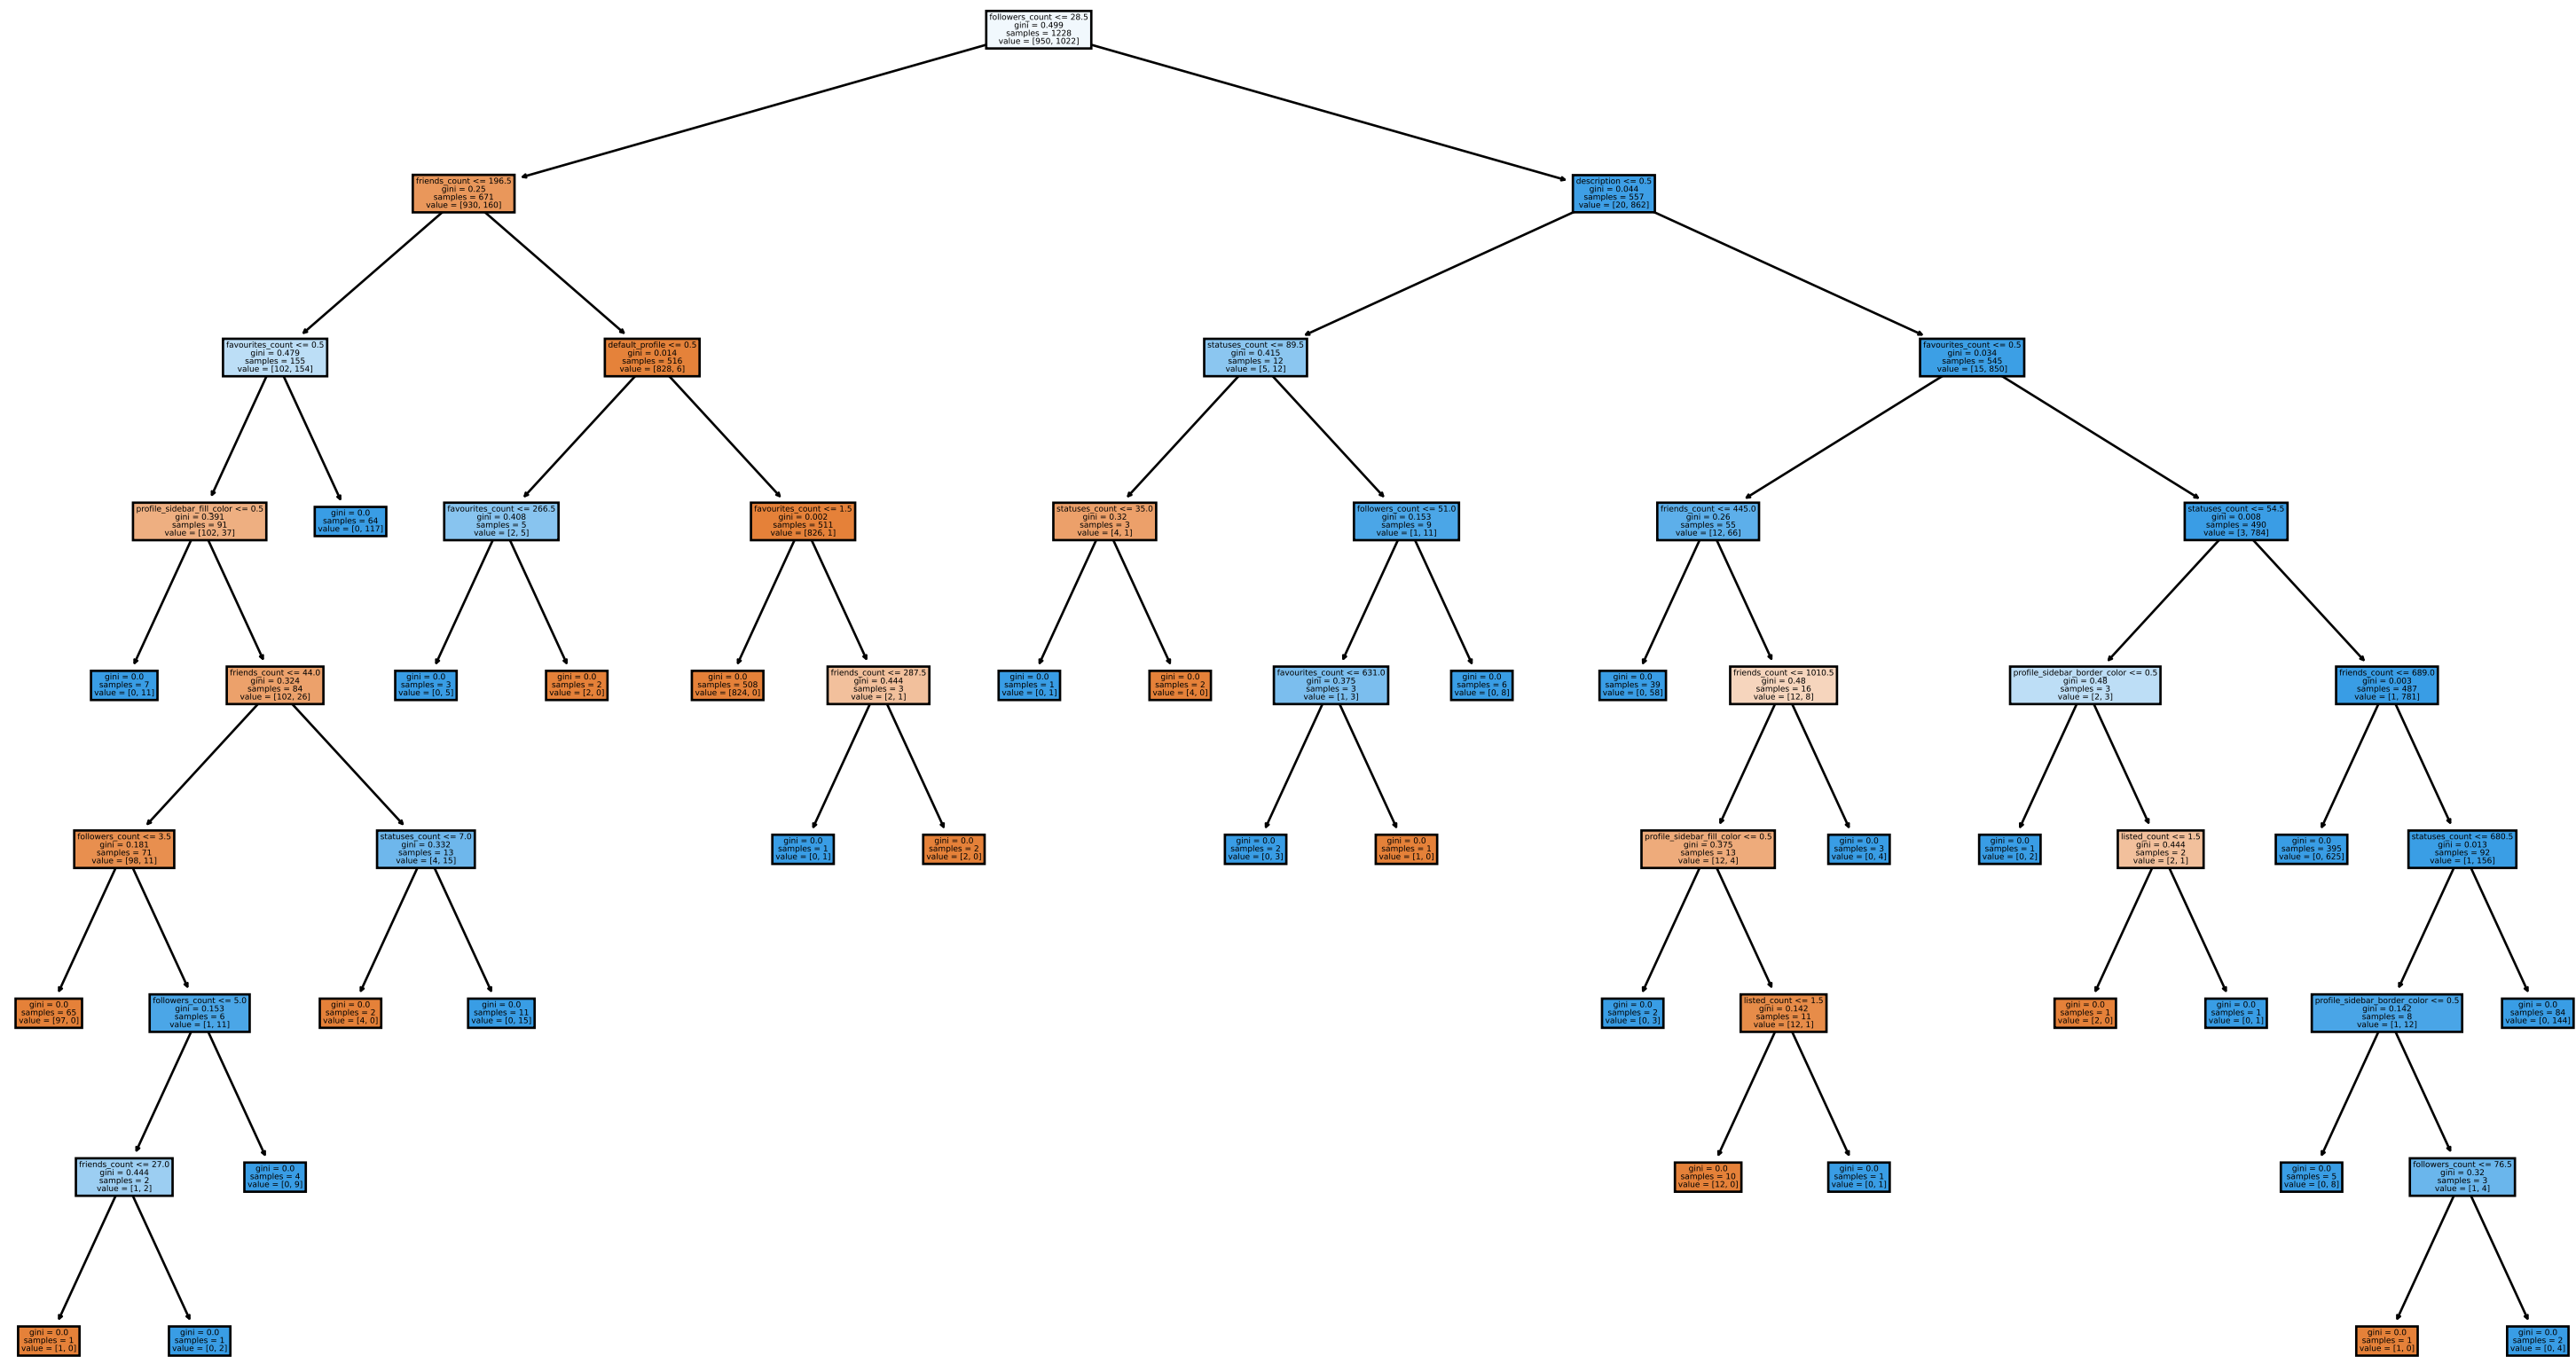 followers_count <= 28.5
gini = 0.499
samples = 1228
value = [950, 1022]
friends_count <= 196.5
gini = 0.25
samples = 671
value = [930, 160]
description <= 0.5
gini = 0.044
samples = 557
value = [20, 862]
favourites_count <= 0.5
gini = 0.479
samples = 155
value = [102, 154]
default_profile <= 0.5
gini = 0.014
samples = 516
value = [828, 6]
statuses_count <= 89.5
gini = 0.415
samples = 12
value = [5, 12]
favourites_count <= 0.5
gini = 0.034
samples = 545
value = [15, 850]
profile_sidebar_fill_color <= 0.5
gini = 0.391
samples = 91
value = [102, 37]
gini = 0.0
samples = 64
value = [0, 117]
favourites_count <= 266.5
gini = 0.408
samples = 5
value = [2, 5]
favourites_count <= 1.5
gini = 0.002
samples = 511
value = [826, 1]
statuses_count <= 35.0
gini = 0.32
samples = 3
value = [4, 1]
followers_count <= 51.0
gini = 0.153
samples = 9
value = [1, 11]
friends_count <= 445.0
gini = 0.26
samples = 55
value = [12, 66]
statuses_count <= 54.5
gini = 0.008
samples = 490
value = [3, 784]
gini = 0.0
samples = 7
value = [0, 11]
friends_count <= 44.0
gini = 0.324
samples = 84
value = [102, 26]
gini = 0.0
samples = 3
value = [0, 5]
gini = 0.0
samples = 2
value = [2, 0]
gini = 0.0
samples = 508
value = [824, 0]
friends_count <= 287.5
gini = 0.444
samples = 3
value = [2, 1]
gini = 0.0
samples = 1
value = [0, 1]
gini = 0.0
samples = 2
value = [4, 0]
favourites_count <= 631.0
gini = 0.375
samples = 3
value = [1, 3]
gini = 0.0
samples = 6
value = [0, 8]
gini = 0.0
samples = 39
value = [0, 58]
friends_count <= 1010.5
gini = 0.48
samples = 16
value = [12, 8]
profile_sidebar_border_color <= 0.5
gini = 0.48
samples = 3
value = [2, 3]
friends_count <= 689.0
gini = 0.003
samples = 487
value = [1, 781]
followers_count <= 3.5
gini = 0.181
samples = 71
value = [98, 11]
statuses_count <= 7.0
gini = 0.332
samples = 13
value = [4, 15]
gini = 0.0
samples = 1
value = [0, 1]
gini = 0.0
samples = 2
value = [2, 0]
gini = 0.0
samples = 2
value = [0, 3]
gini = 0.0
samples = 1
value = [1, 0]
profile_sidebar_fill_color <= 0.5
gini = 0.375
samples = 13
value = [12, 4]
gini = 0.0
samples = 3
value = [0, 4]
gini = 0.0
samples = 1
value = [0, 2]
listed_count <= 1.5
gini = 0.444
samples = 2
value = [2, 1]
gini = 0.0
samples = 395
value = [0, 625]
statuses_count <= 680.5
gini = 0.013
samples = 92
value = [1, 156]
gini = 0.0
samples = 65
value = [97, 0]
followers_count <= 5.0
gini = 0.153
samples = 6
value = [1, 11]
gini = 0.0
samples = 2
value = [4, 0]
gini = 0.0
samples = 11
value = [0, 15]
gini = 0.0
samples = 2
value = [0, 3]
listed_count <= 1.5
gini = 0.142
samples = 11
value = [12, 1]
gini = 0.0
samples = 1
value = [2, 0]
gini = 0.0
samples = 1
value = [0, 1]
profile_sidebar_border_color <= 0.5
gini = 0.142
samples = 8
value = [1, 12]
gini = 0.0
samples = 84
value = [0, 144]
friends_count <= 27.0
gini = 0.444
samples = 2
value = [1, 2]
gini = 0.0
samples = 4
value = [0, 9]
gini = 0.0
samples = 10
value = [12, 0]
gini = 0.0
samples = 1
value = [0, 1]
gini = 0.0
samples = 5
value = [0, 8]
followers_count <= 76.5
gini = 0.32
samples = 3
value = [1, 4]
gini = 0.0
samples = 1
value = [1, 0]
gini = 0.0
samples = 1
value = [0, 2]
gini = 0.0
samples = 1
value = [1, 0]
gini = 0.0
samples = 2
value = [0, 4]